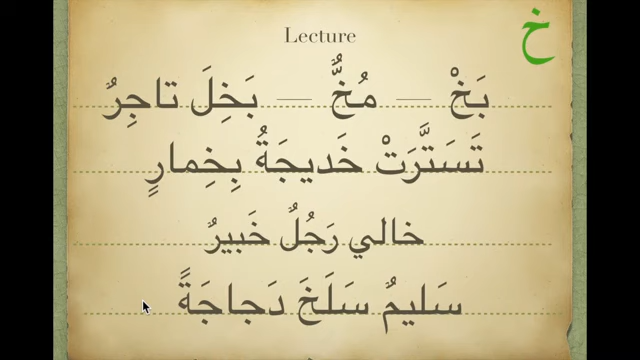 Lecture
خ
بَخْ — مُخٌّ — بَخِلَ تاجِرٌ
تَسَتَّرَتْ خَديجَةُ بِخِمارٍ
خالي رَجُلٌ خَبيرٌ
سَليمٌ سَلَخَ دَجاجَةً